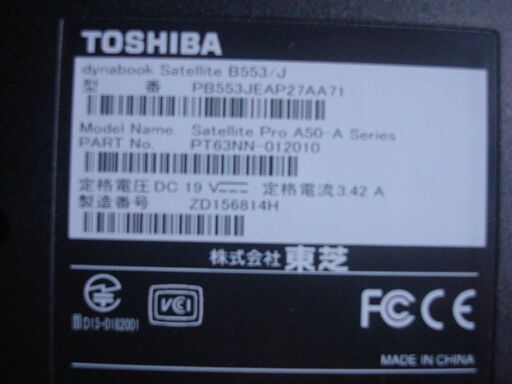 TOSHIBA
dynabook Satellite B553/J
型 番 PB553JEAP27AA71
Model Name. Satellite Pro A50-A Series
PART No. PT63NN-012010
定格電圧 DC 19 V 定格電流 3.42 A
製造番号 ZD156814H
株式会社 東芝
VCI
FC CE
D13-0182001
MADE IN CHINA